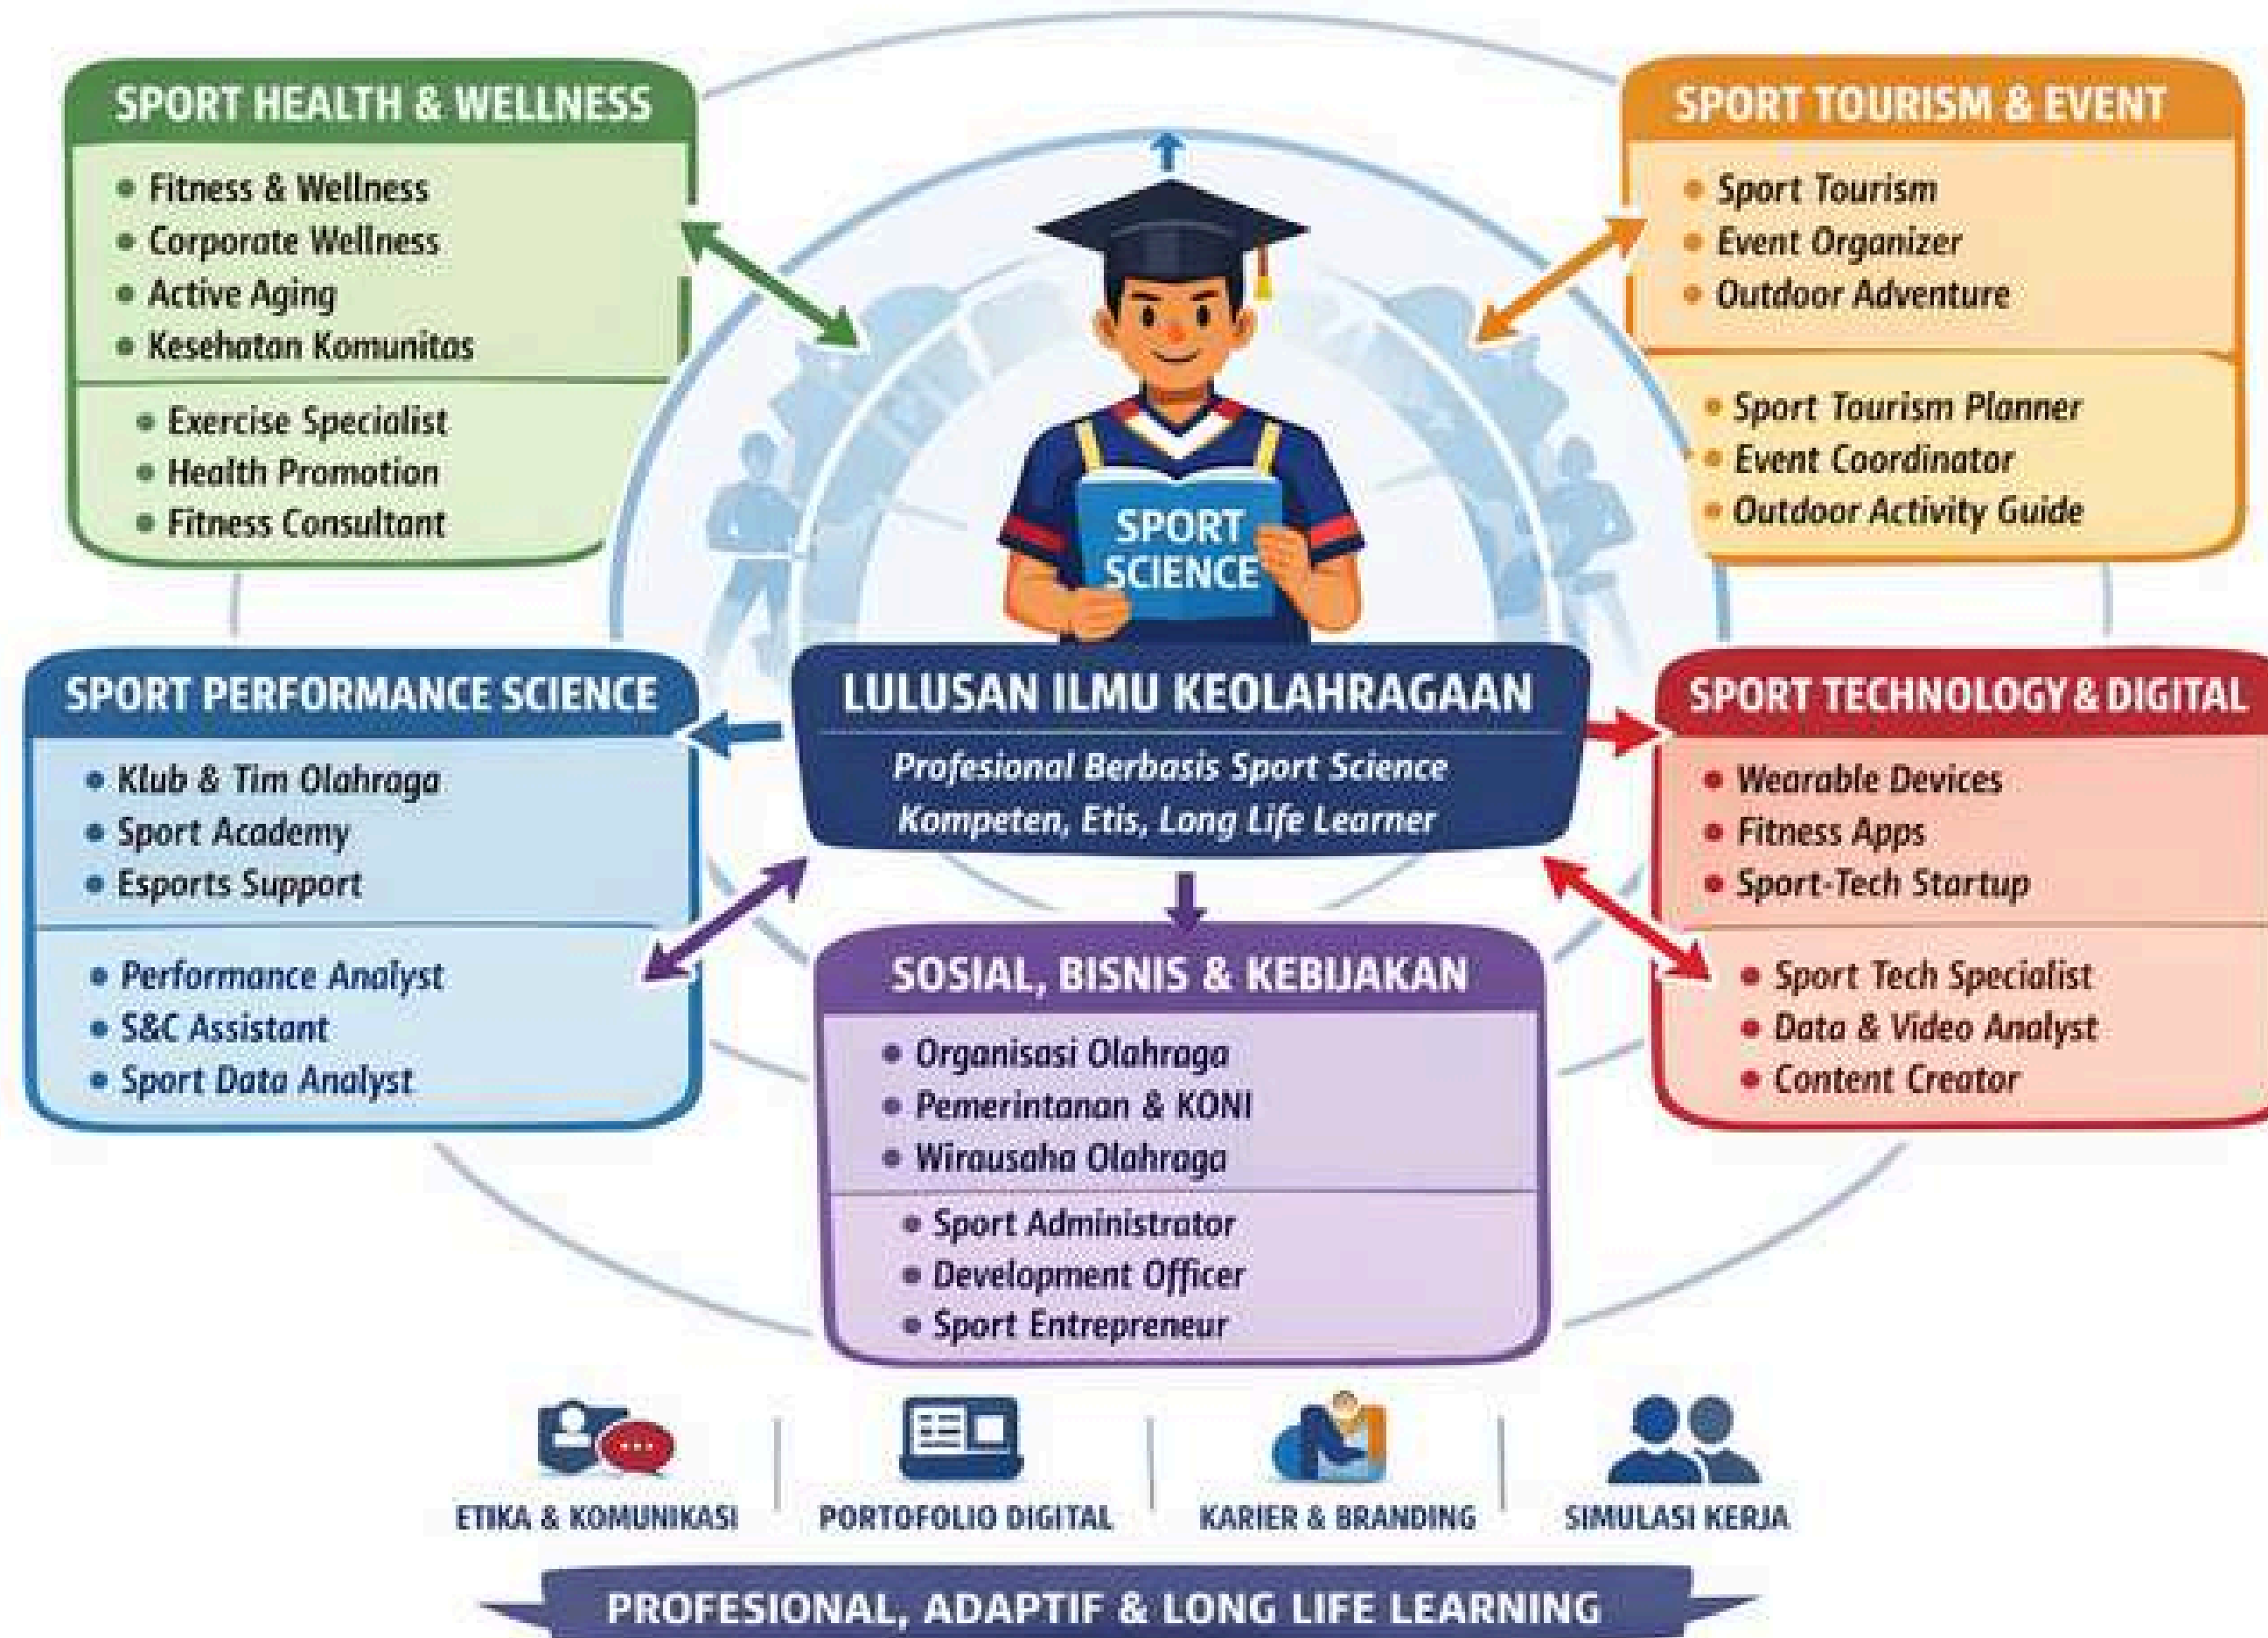 SPORT HEALTH & WELLNESS
Fitness & Wellness
Corporate Wellness
Active Aging
Kesehatan Komunitas
Exercise Specialist
Health Promotion
Fitness Consultant
SPORT TOURISM & EVENT
Sport Tourism
Event Organizer
Outdoor Adventure
Sport Tourism Planner
Event Coordinator
Outdoor Activity Guide
SPORT
SCIENCE
LULUSAN ILMU KEOLAHRAGAAN
Profesional Berbasis Sport Science
Kompeten, Etis, Long Life Learner
SPORT PERFORMANCE SCIENCE
Klub & Tim Olahraga
Sport Academy
Esports Support
Performance Analyst
S&C Assistant
Sport Data Analyst
SPORT TECHNOLOGY & DIGITAL
Wearable Devices
Fitness Apps
Sport-Tech Startup
Sport Tech Specialist
Data & Video Analyst
Content Creator
SOSIAL, BISNIS & KEBIJAKAN
Organisasi Olahraga
Pemerintanan & KONI
Wirausaha Olahraga
Sport Administrator
Development Officer
Sport Entrepreneur
ETIKA & KOMUNIKASI
PORTOFOLIO DIGITAL
KARIER & BRANDING
SIMULASI KERJA
PROFESIONAL, ADAPTIF & LONG LIFE LEARNING